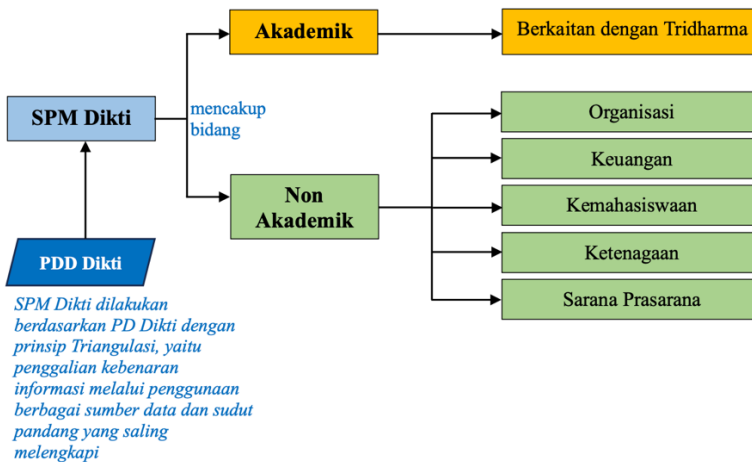 Akademik
Berkaitan dengan Tridharma
SPM Dikti
mencakup
bidang
Organisasi
Keuangan
Non
Akademik
Kemahasiswaan
Ketenagaan
Sarana Prasarana
PDD Dikti
SPM Dikti dilakukan
berdasarkan PD Dikti dengan
prinsip Triangulasi, yaitu
penggalian kebenaran
informasi melalui penggunaan
berbagai sumber data dan sudut
pandang yang saling
melengkapi